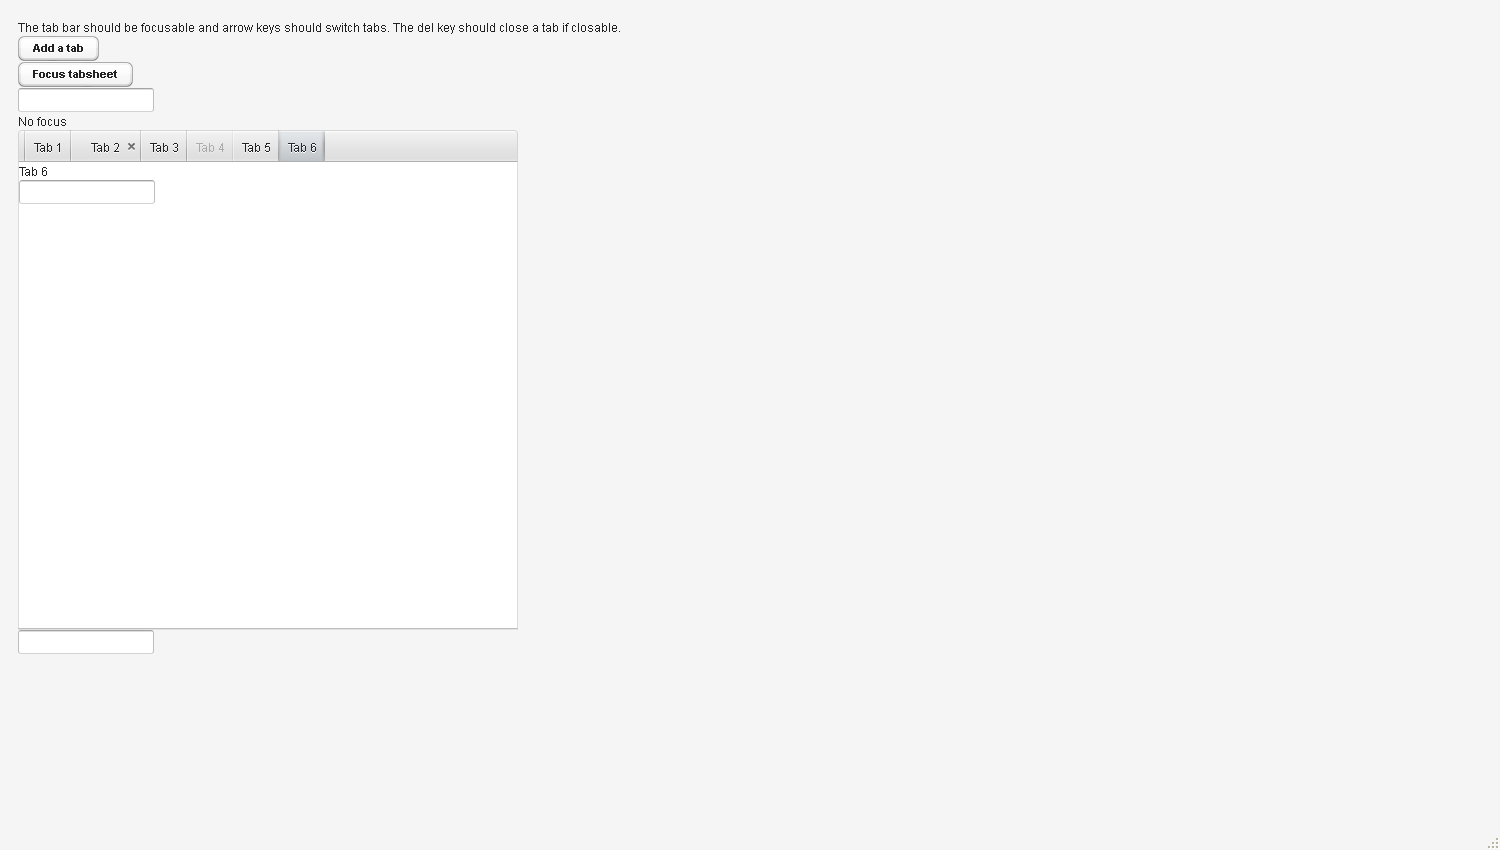 The tab bar should be focusable and arrow keys should switch tabs. The del key should close a tab if closable.
Add a tab
Focus tabsheet
No focus
Tab 1 Tab 2 × Tab 3 Tab 4 Tab 5 Tab 6
Tab 6